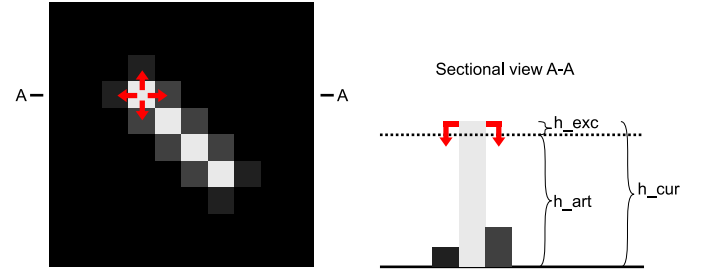 A
A
Sectional view A-A
h_exc
h_art
h_cur